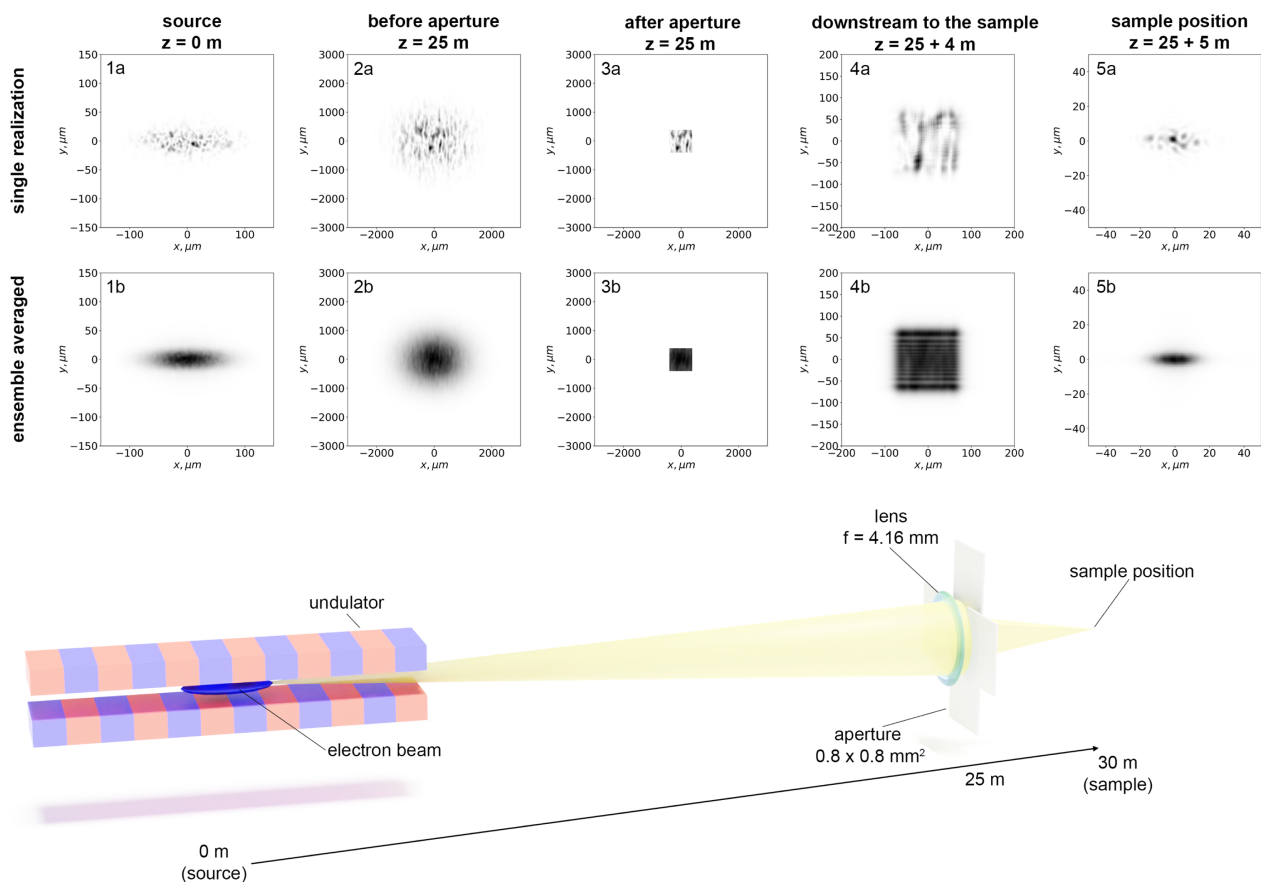 source
z = 0 m
before aperture
z = 25 m
after aperture
z = 25 m
downstream to the sample
z = 25 + 4 m
sample position
z = 25 + 5 m
single realization
1a
150
100
50
0
−50
−100
−150
y, μm
−100 0 100
x, μm
2a
3000
2000
1000
0
−1000
−2000
−3000
y, μm
−2000 0 2000
x, μm
3a
3000
2000
1000
0
−1000
−2000
−3000
y, μm
−2000 0 2000
x, μm
4a
200
150
100
50
0
−50
−100
−150
−200
y, μm
−200 −100 0 100 200
x, μm
5a
40
20
0
−20
−40
y, μm
−40 −20 0 20 40
x, μm
ensemble averaged
1b
150
100
50
0
−50
−100
−150
y, μm
−100 0 100
x, μm
2b
3000
2000
1000
0
−1000
−2000
−3000
y, μm
−2000 0 2000
x, μm
3b
3000
2000
1000
0
−1000
−2000
−3000
y, μm
−2000 0 2000
x, μm
4b
200
150
100
50
0
−50
−100
−150
−200
y, μm
−200 −100 0 100 200
x, μm
5b
40
20
0
−20
−40
y, μm
−40 −20 0 20 40
x, μm
lens
f = 4.16 mm
sample position
undulator
electron beam
aperture
0.8 x 0.8 mm²
25 m
30 m
(sample)
0 m
(source)